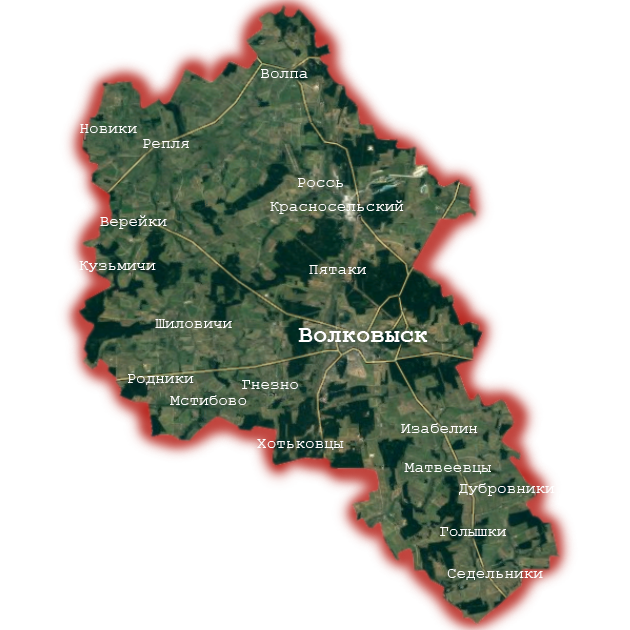 Волпа
Новики
Репля
Россь
Красносельский
Верейки
Кузьмичи
Пятаки
Шиловичи
Волковыск
Родники
Гнезно
Мстибово
Изабелин
Хотьковцы
Матвеевцы
Дубровники
Голышки
Седельники